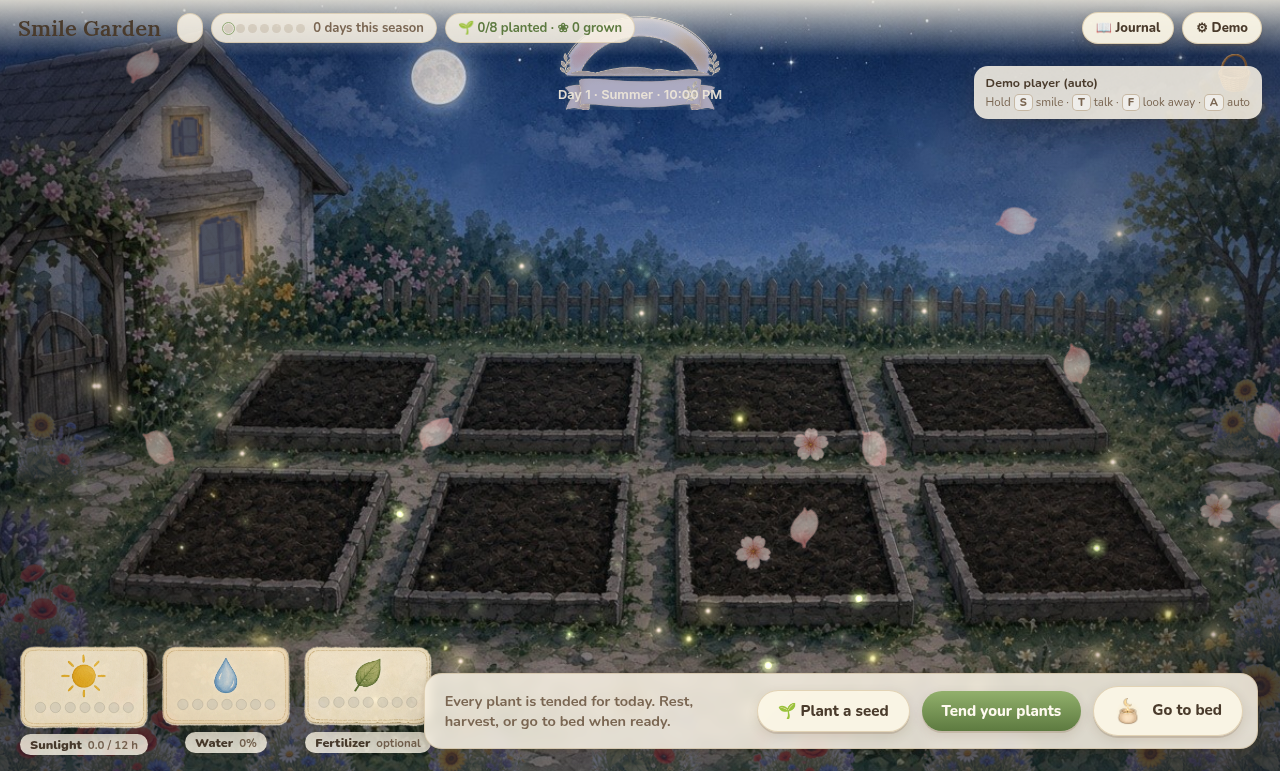 Smile Garden
0 days this season
0/8 planted · 0 grown
Journal
Demo
Day 1 · Summer · 10:00 PM
Demo player (auto)
Hold S smile · T talk · F look away · A auto
Sunlight 0.0 / 12 h
Water 0%
Fertilizer optional
Every plant is tended for today. Rest,
harvest, or go to bed when ready.
Plant a seed
Tend your plants
Go to bed